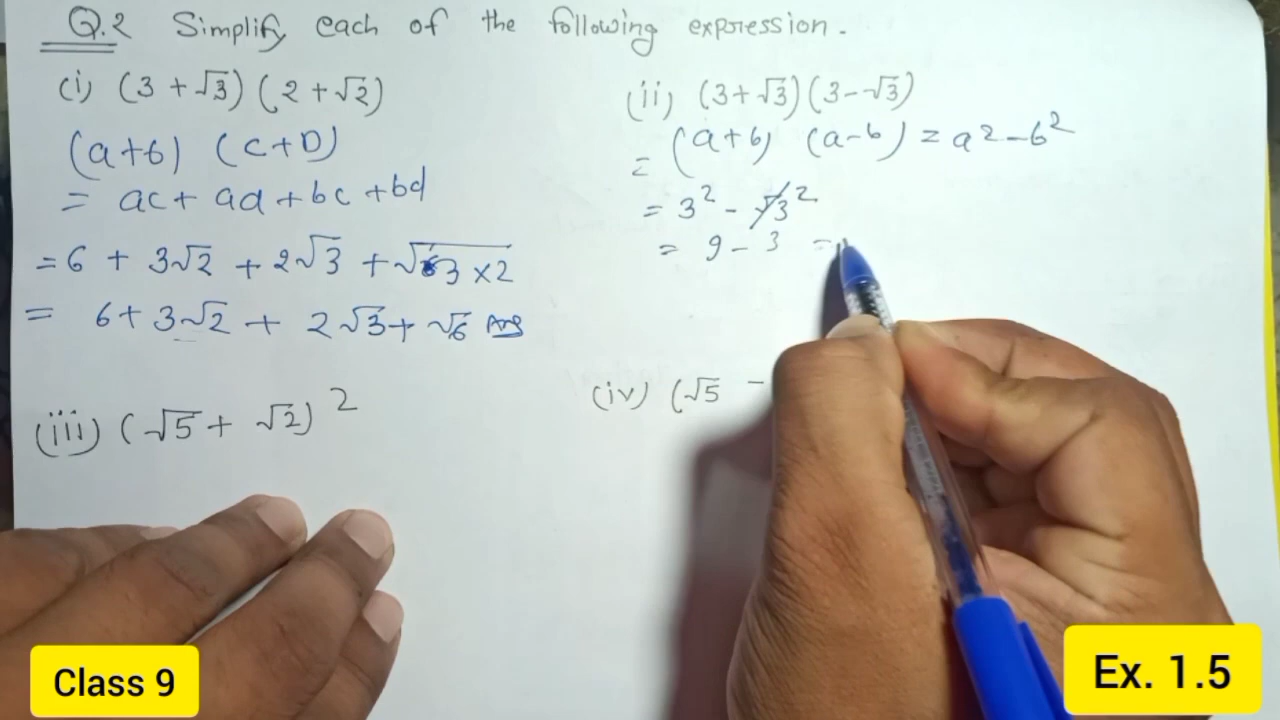 Q.2 Simplify each of the following expression.
(i) (3 + √3) (2 + √2)
(a+b) (c+D)
= ac + ad + bc + bd
= 6 + 3√2 + 2√3 + √3×2
= 6 + 3√2 + 2√3 + √6 Ans
(ii) (3+√3) (3-√3)
= (a+b) (a-b) = a2 - b2
= 3² - √3²
= 9 - 3 =
(iii) (√5 + √2)²
(iv) (√5 -
Class 9
Ex. 1.5